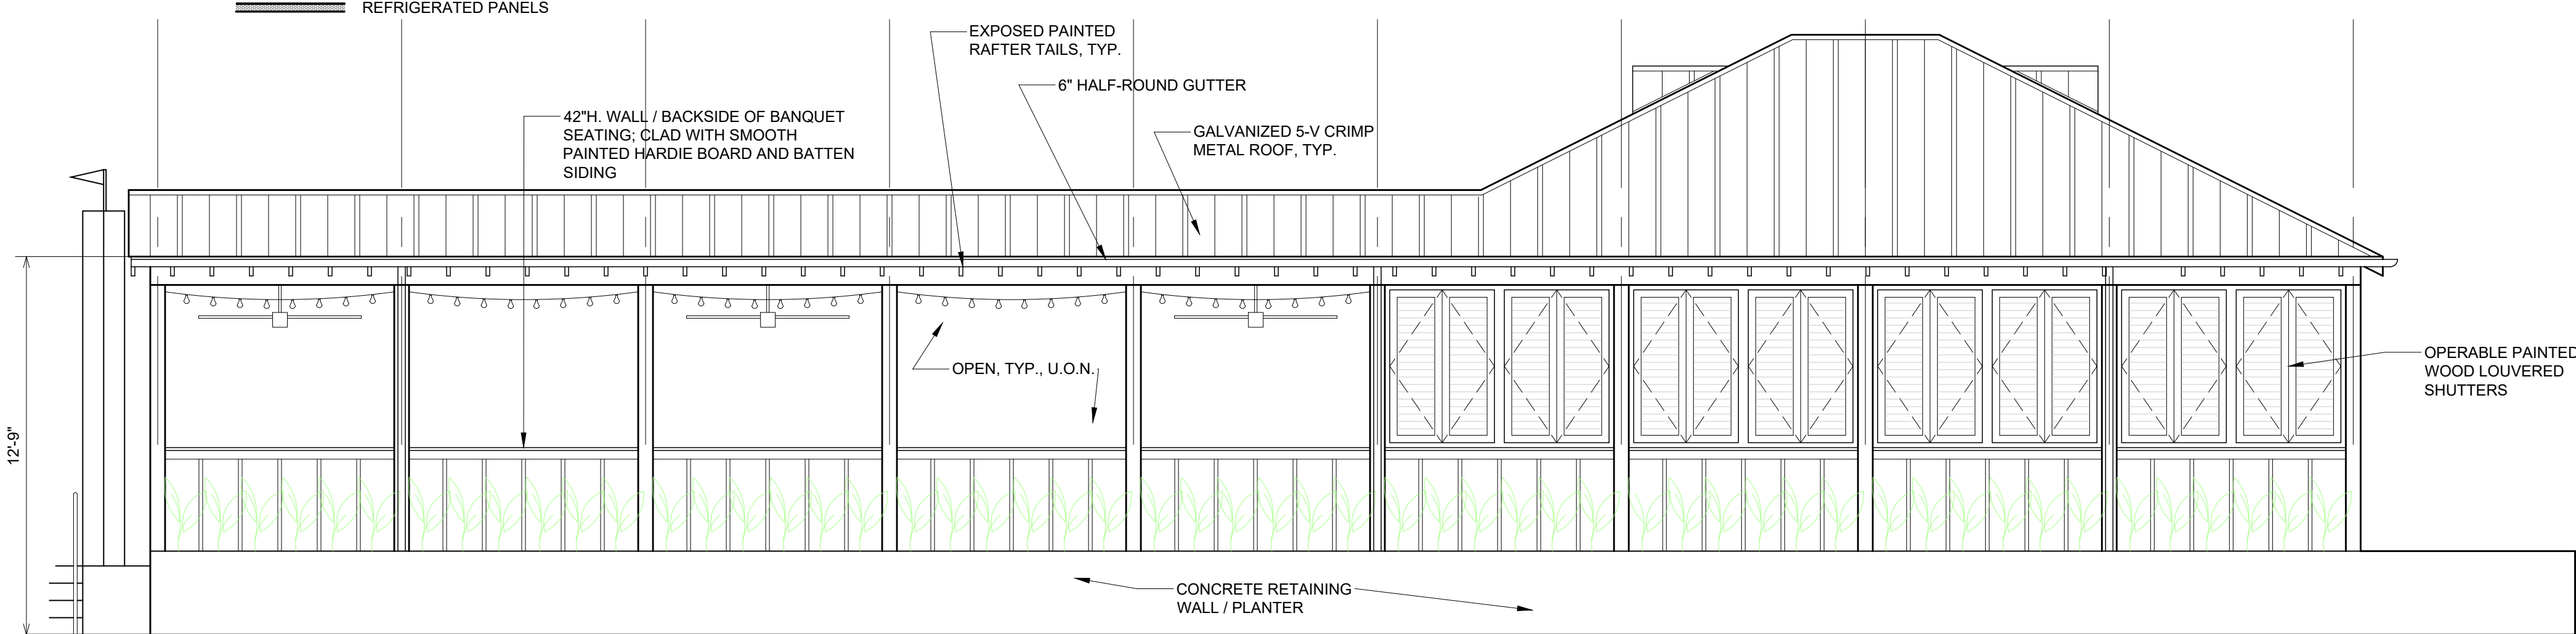 REFRIGERATED PANELS
EXPOSED PAINTED
RAFTER TAILS, TYP.
6" HALF-ROUND GUTTER
42"H. WALL / BACKSIDE OF BANQUET
SEATING; CLAD WITH SMOOTH
PAINTED HARDIE BOARD AND BATTEN
SIDING
GALVANIZED 5-V CRIMP
METAL ROOF, TYP.
OPEN, TYP., U.O.N.
OPERABLE PAINTED
WOOD LOUVERED
SHUTTERS
12'-9"
CONCRETE RETAINING
WALL / PLANTER